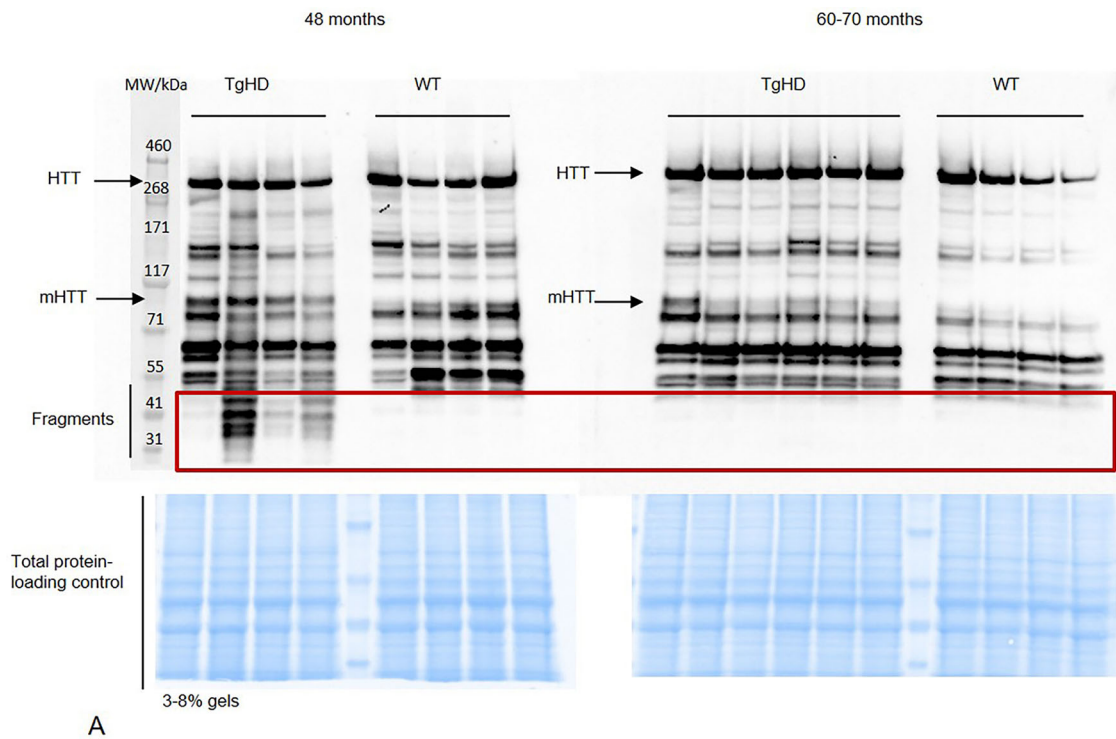 48 months
60-70 months
MW/kDa
TgHD
WT
TgHD
WT
460
HTT
268
HTT
171
117
mHTT
mHTT
71
55
41
Fragments
31
Total protein-
loading control
3-8% gels
A